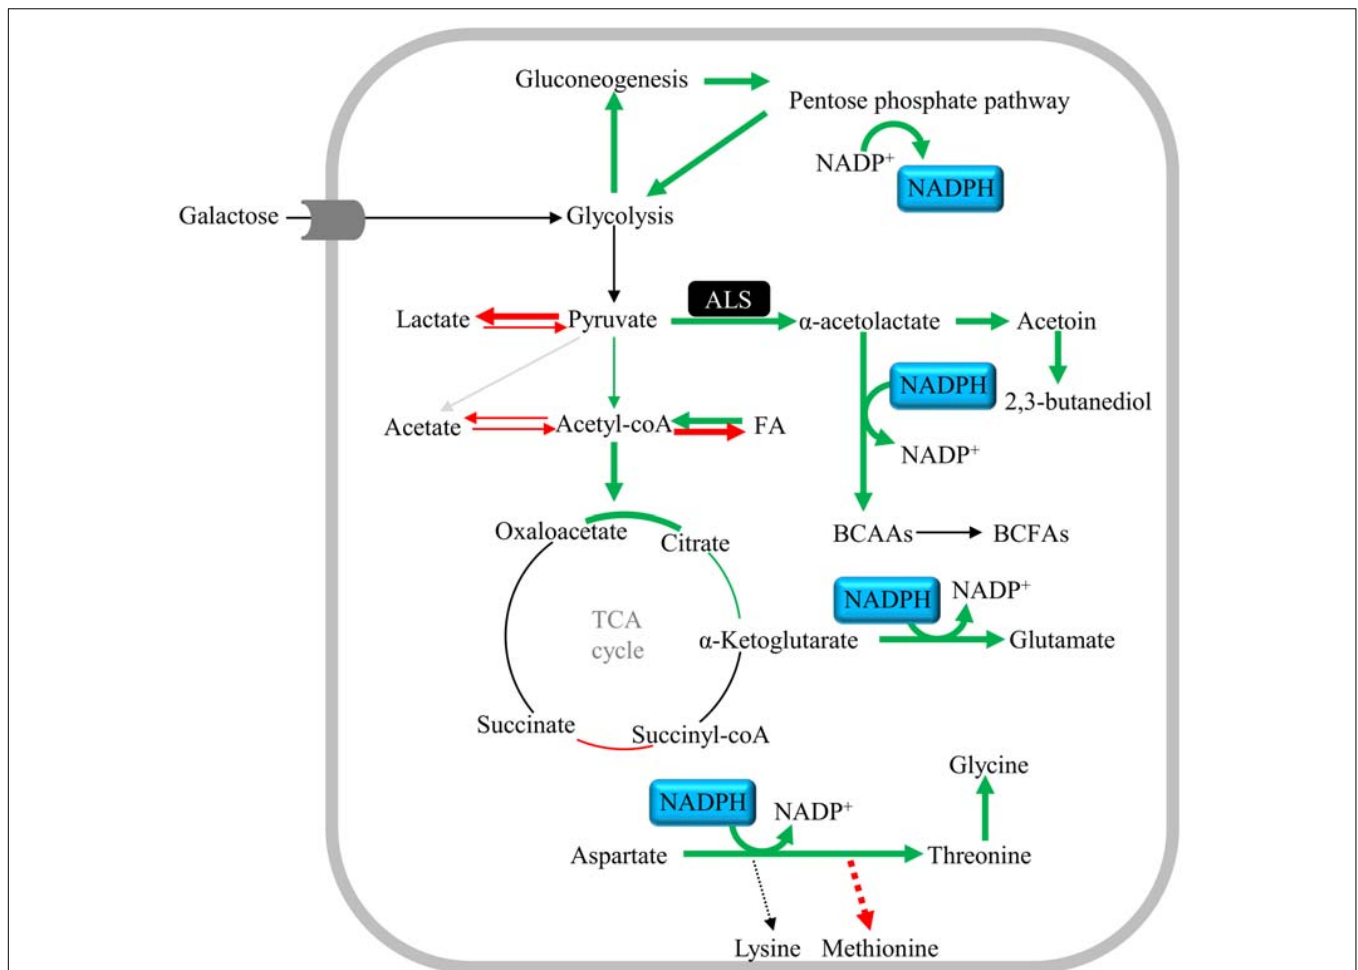 Gluconeogenesis
Pentose phosphate pathway
NADP+
NADPH
Galactose
Glycolysis
ALS
Lactate
Pyruvate
α-acetolactate
Acetoin
NADPH
2,3-butanediol
Acetate
Acetyl-coA
FA
NADP+
Oxaloacetate
Citrate
BCAAs
BCFAs
NADPH
NADP+
TCA
cycle
α-Ketoglutarate
Glutamate
Succinate
Succinyl-coA
Glycine
NADPH
NADP+
Aspartate
Threonine
Lysine
Methionine